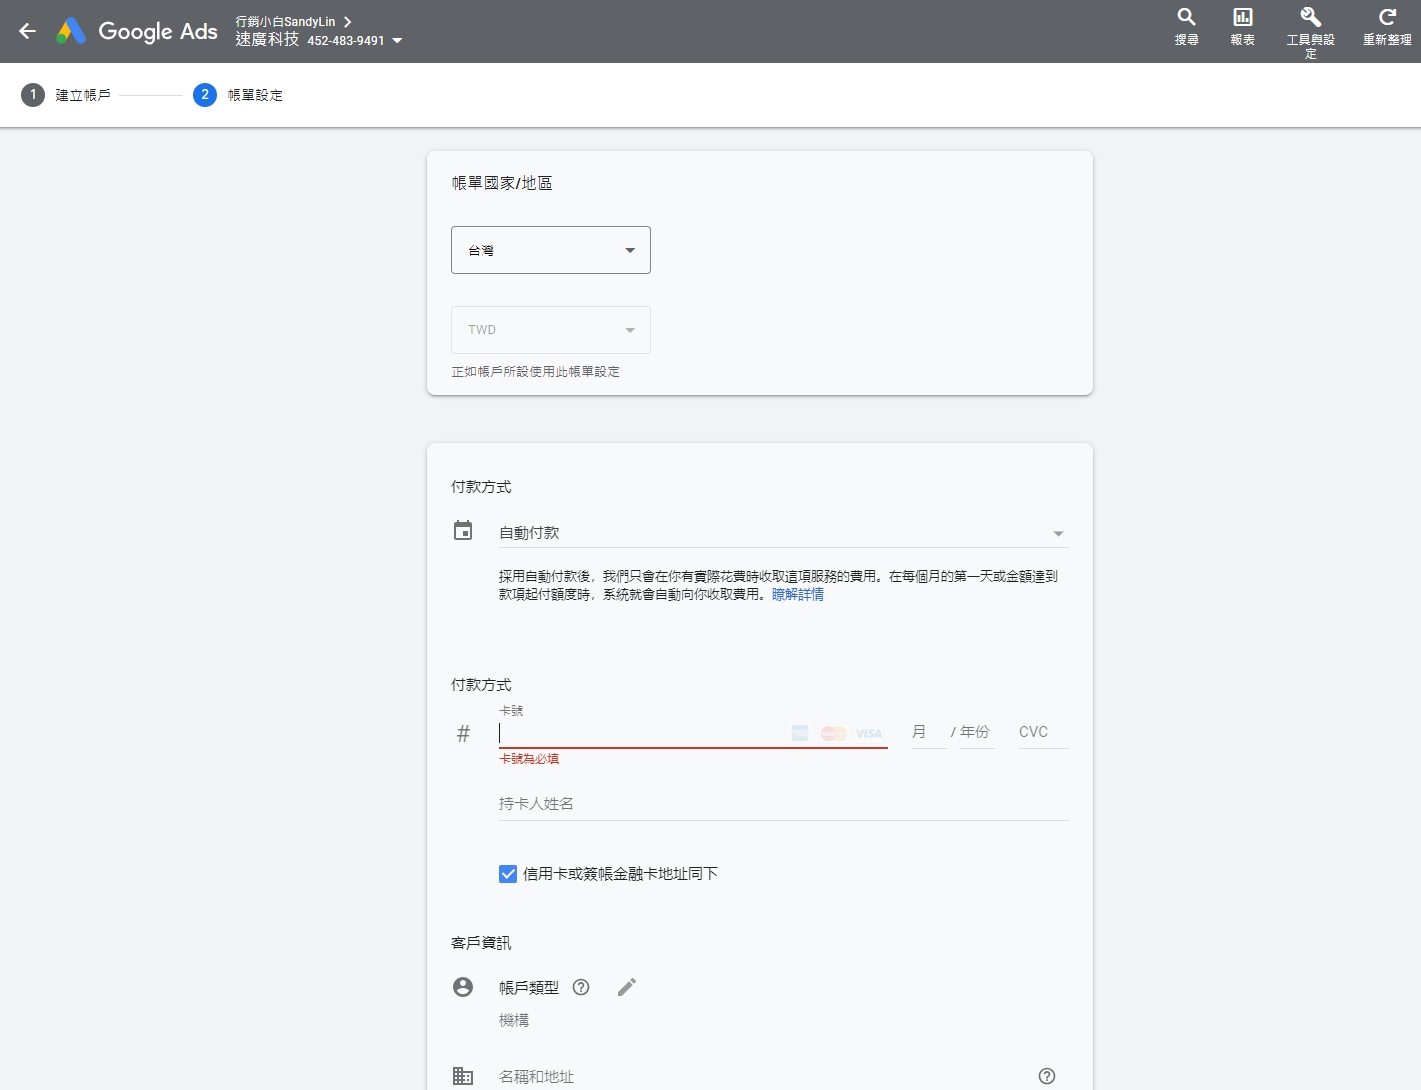 Google Ads
行銷小白SandyLin
速廣科技 452-483-9491
搜尋
報表
工具與設
定
重新整理
1 建立帳戶
2 帳單設定
帳單國家/地區
台灣
TWD
正如帳戶所設使用此帳單設定
付款方式
自動付款
採用自動付款後，我們只會在你有實際花費時收取這項服務的費用。在每個月的第一天或金額達到
款項起付額度時，系統就會自動向你收取費用。瞭解詳情
付款方式
卡號
# VISA 月 / 年份 CVC
卡號為必填
持卡人姓名
信用卡或簽帳金融卡地址同下
客戶資訊
帳戶類型
機構
名稱和地址